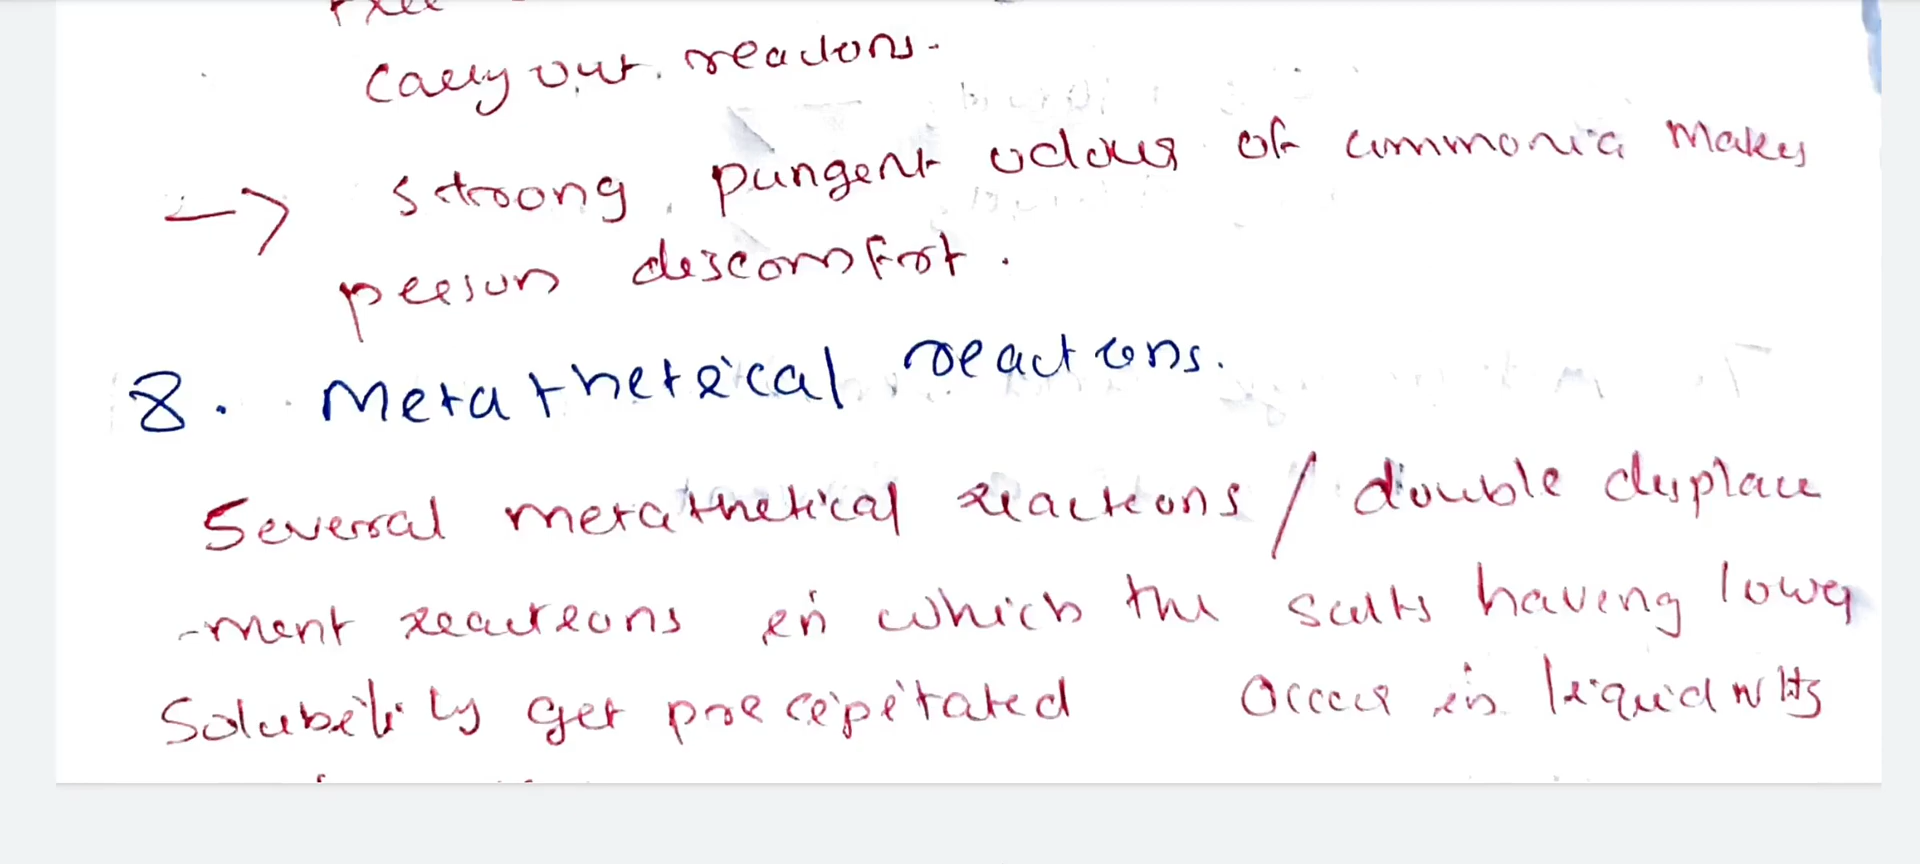 carry out. reactions.
→ strong pungent odour of ammonia makes
person discomfort.
8. Metathetical reactions.
Several metathetical reactions / double displace
-ment reactions in which the salts having lower
Solubility get precipitated occur in liquid NH3